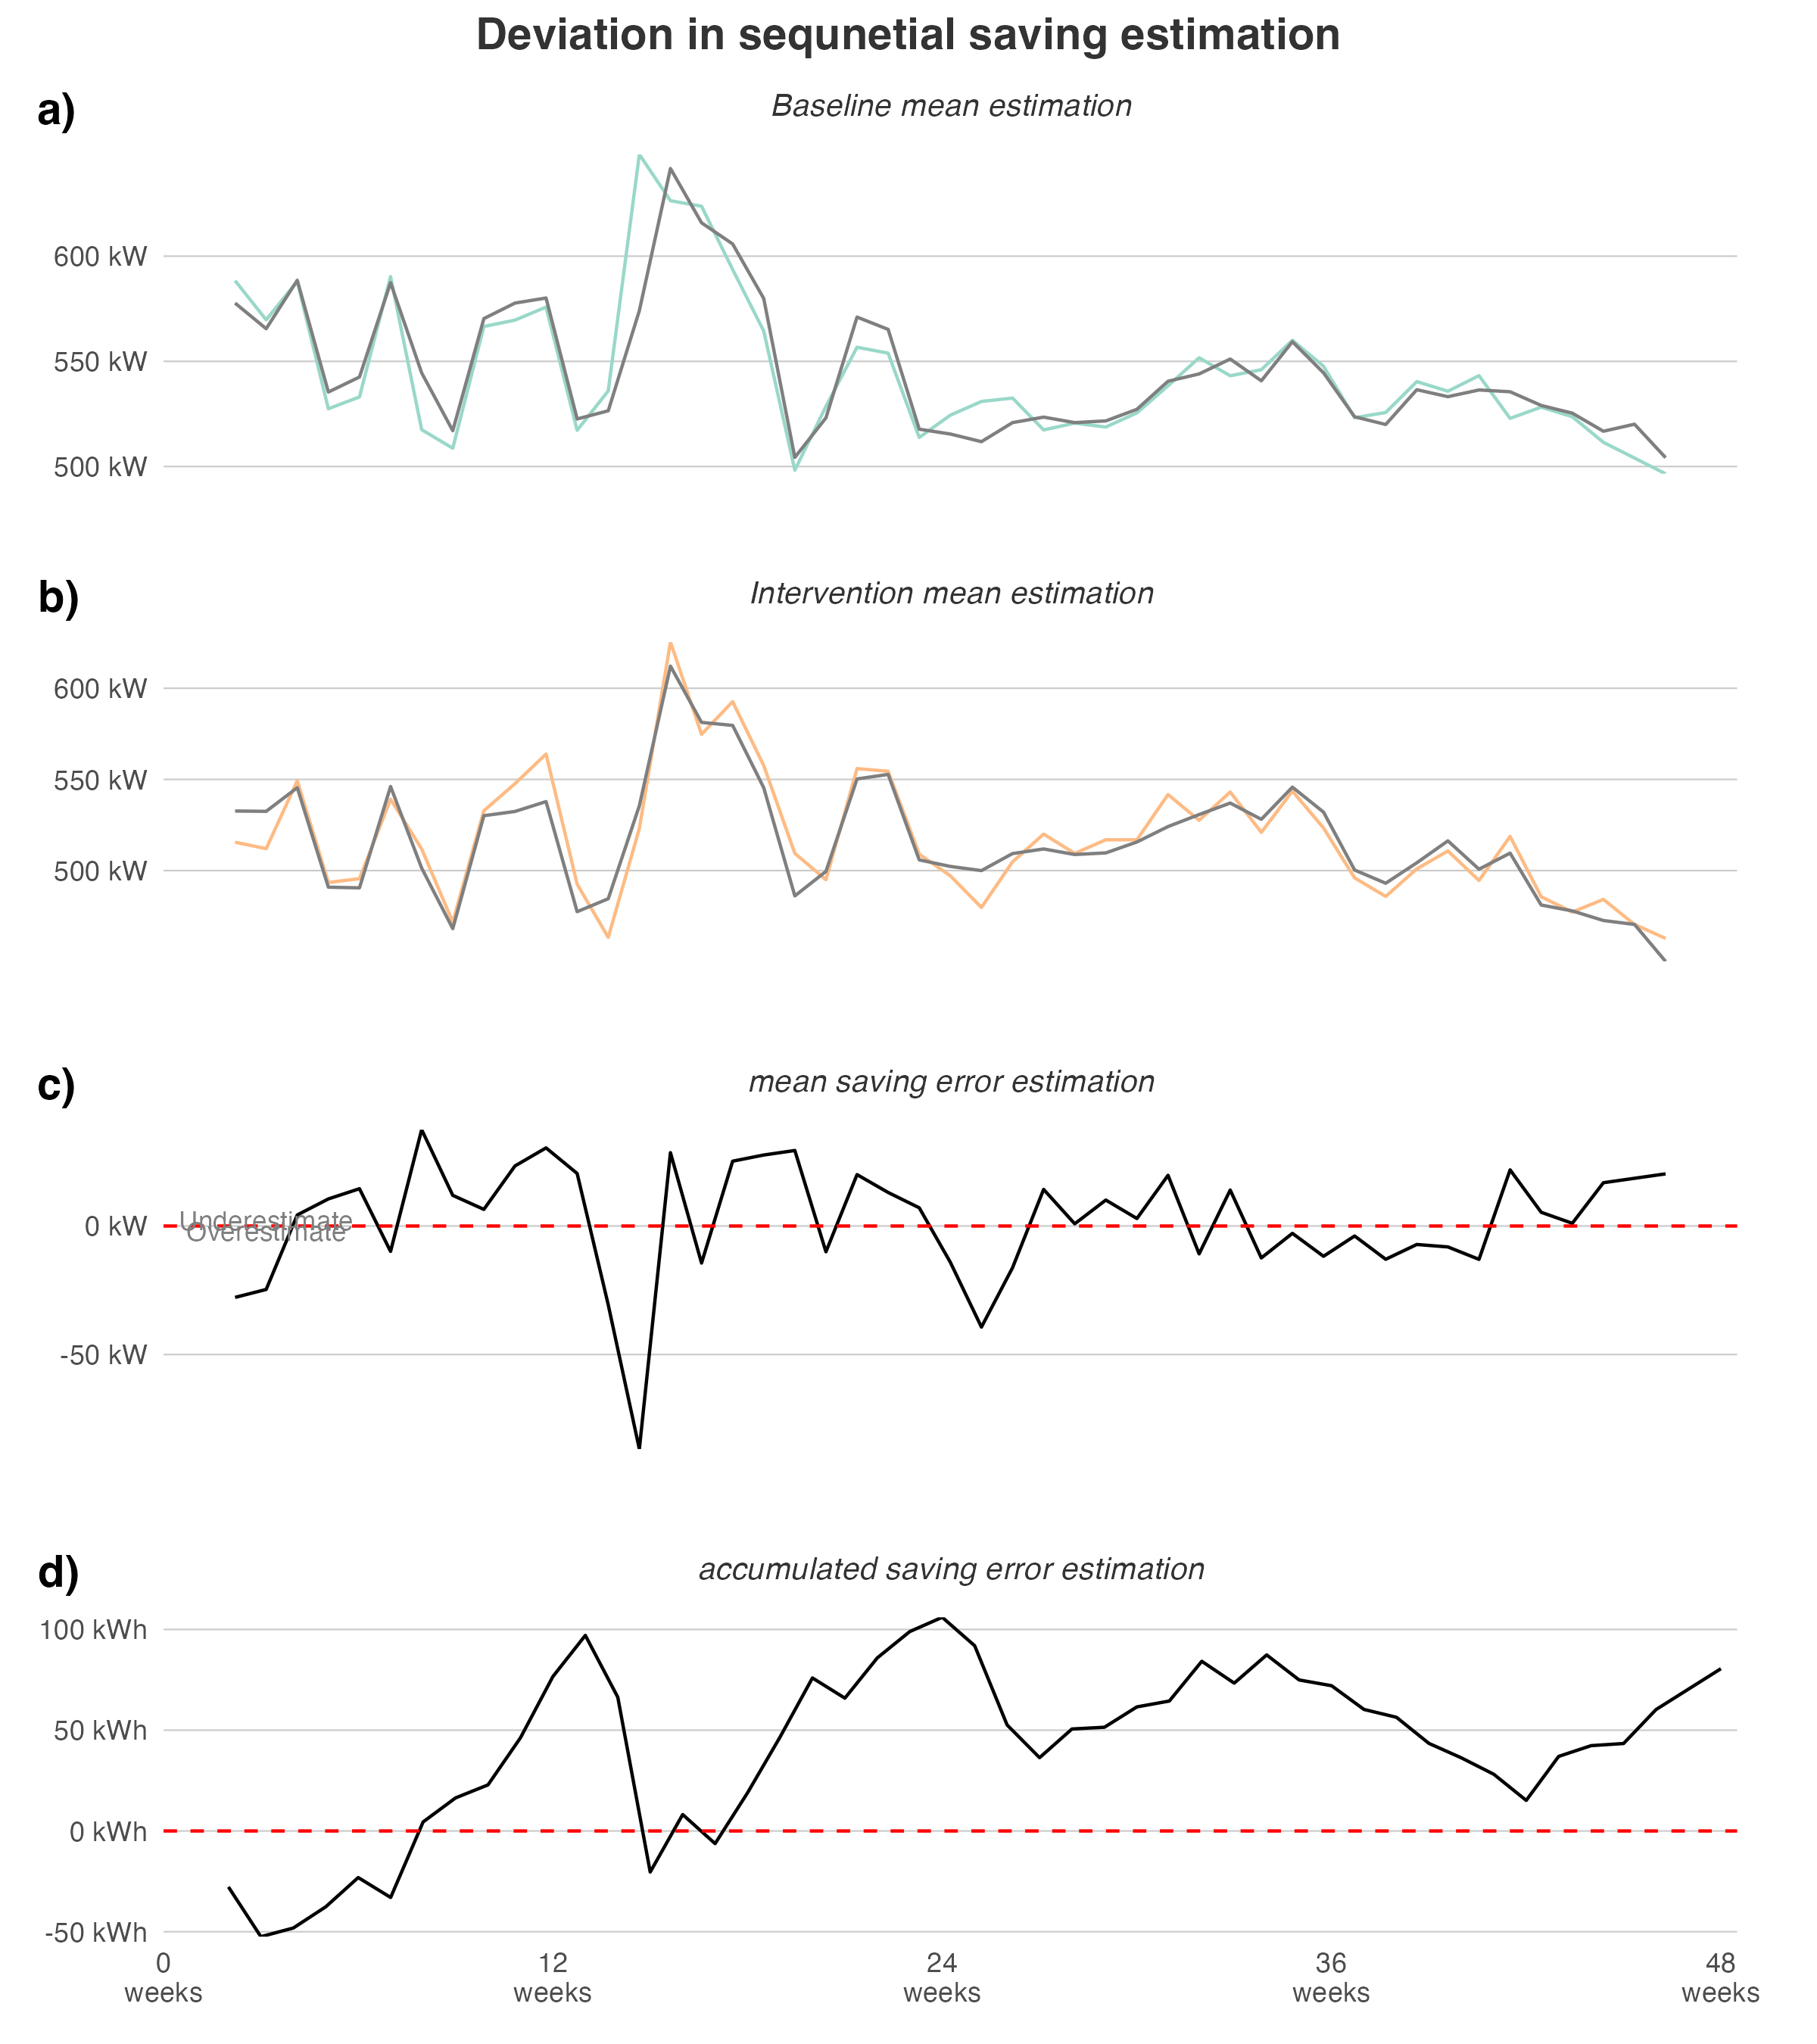 Deviation in sequnetial saving estimation
a)
Baseline mean estimation
600 kW
550 kW
500 kW
b)
Intervention mean estimation
600 kW
550 kW
500 kW
c)
mean saving error estimation
Underestimate
0 kW
Overestimate
-50 kW
d)
accumulated saving error estimation
100 kWh
50 kWh
0 kWh
-50 kWh
0 12 24 36 48
weeks weeks weeks weeks weeks